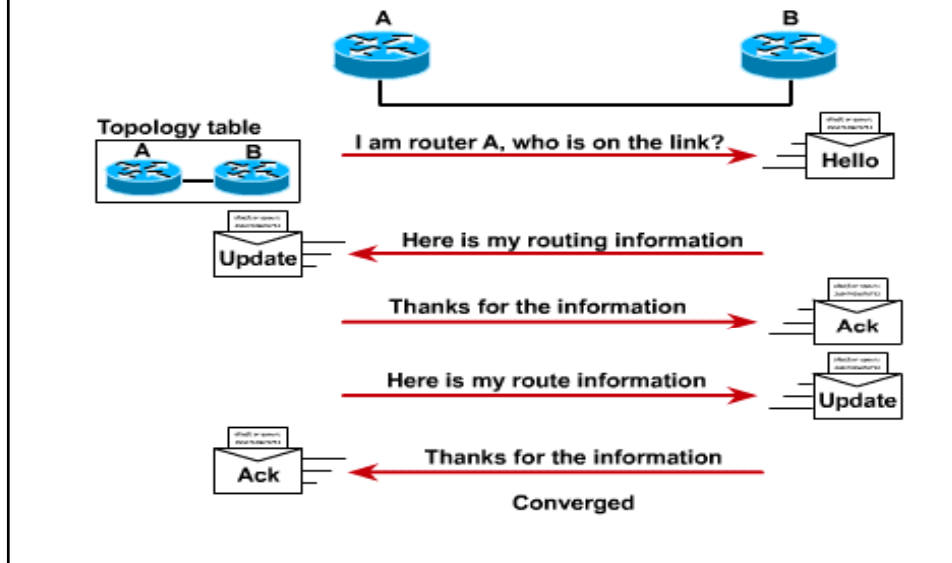 A
B
Topology table
A
B
I am router A, who is on the link?
Hello
Update
Here is my routing information
Thanks for the information
Ack
Here is my route information
Update
Ack
Thanks for the information
Converged